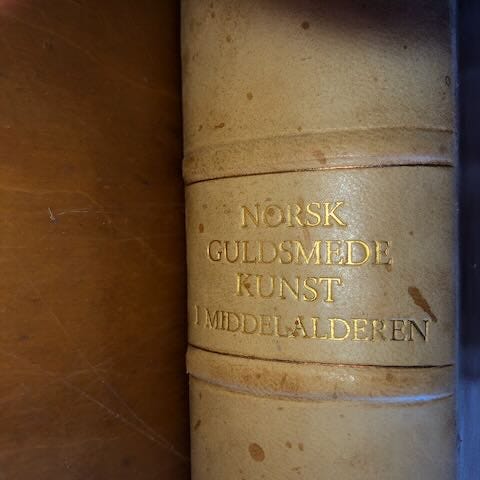 NORSK
GULDSMEDE
KUNST
I MIDDELALDEREN